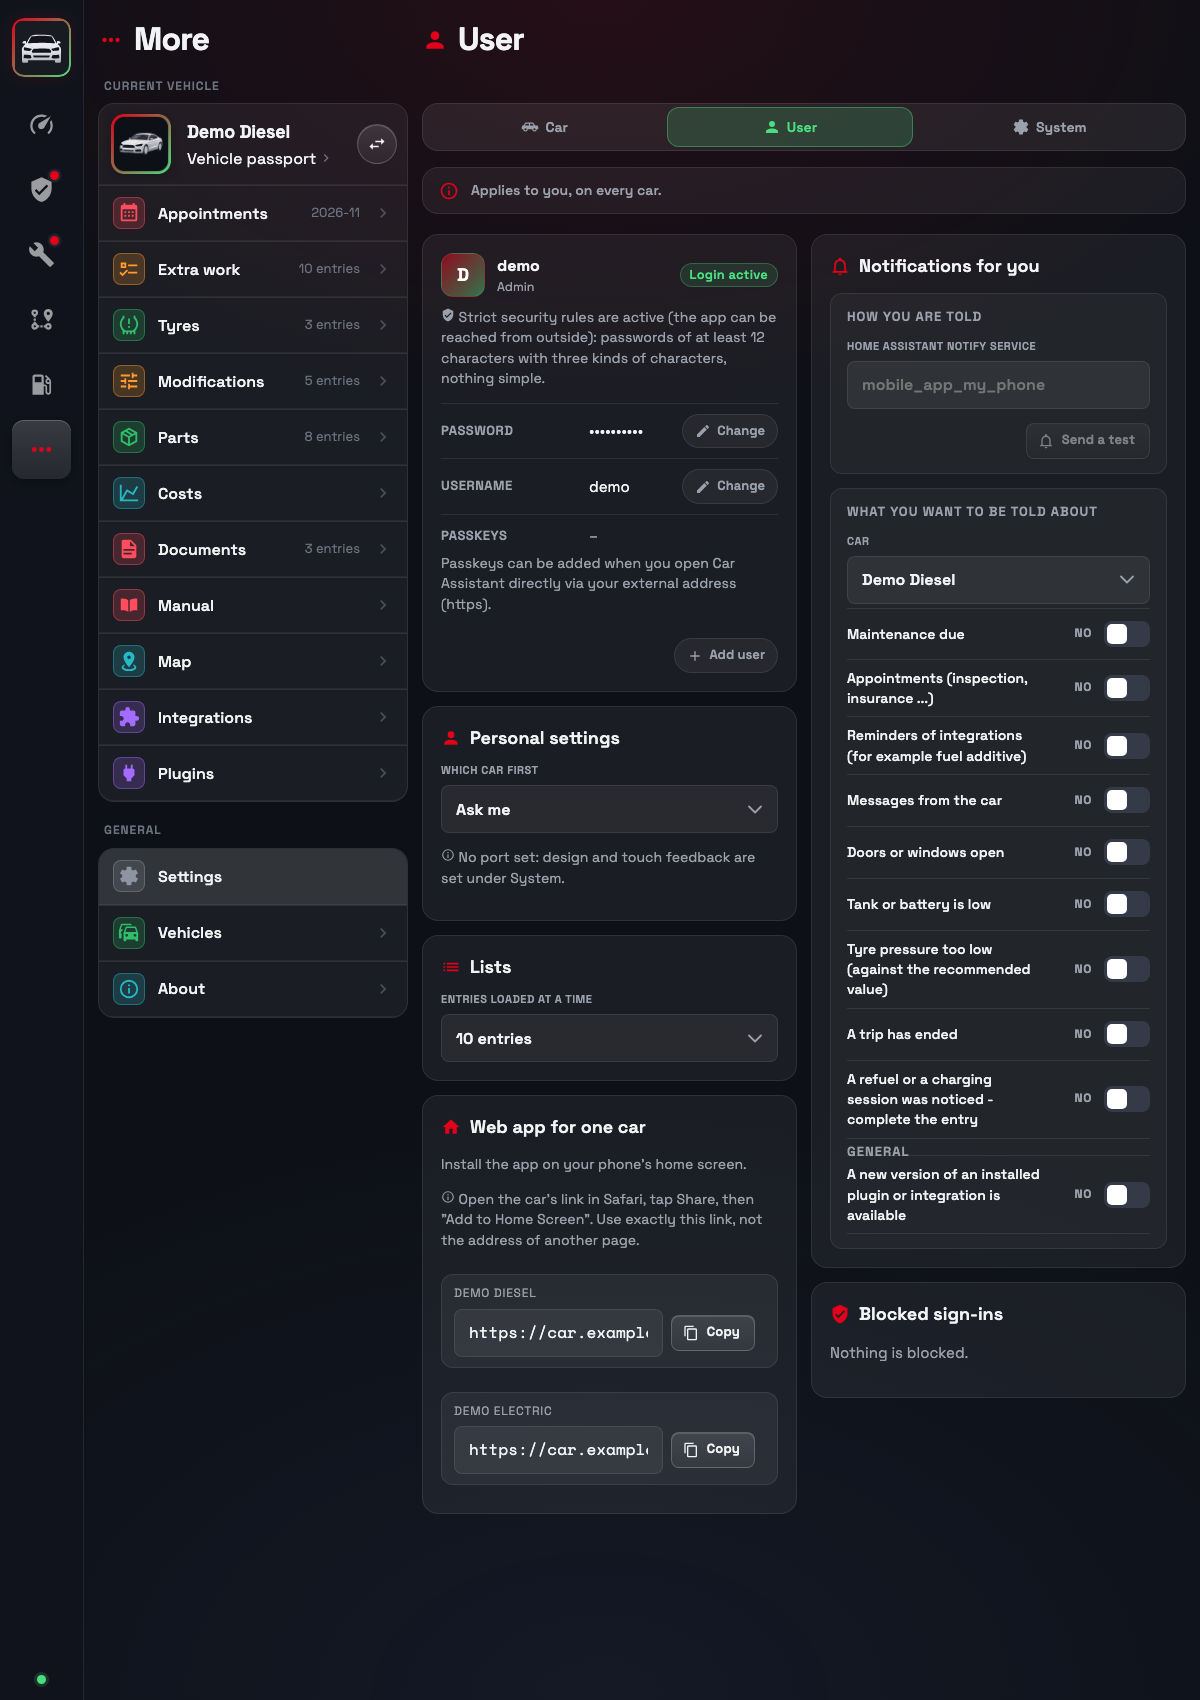 More
CURRENT VEHICLE
Demo Diesel
Vehicle passport
Appointments 2026-11
Extra work 10 entries
Tyres 3 entries
Modifications 5 entries
Parts 8 entries
Costs
Documents 3 entries
Manual
Map
Integrations
Plugins
GENERAL
Settings
Vehicles
About
User
Car
User
System
Applies to you, on every car.
D
demo
Admin
Login active
Strict security rules are active (the app can be
reached from outside): passwords of at least 12
characters with three kinds of characters,
nothing simple.
PASSWORD •••••••••• Change
USERNAME demo Change
PASSKEYS –
Passkeys can be added when you open Car
Assistant directly via your external address
(https).
Add user
Personal settings
WHICH CAR FIRST
Ask me
No port set: design and touch feedback are
set under System.
Lists
ENTRIES LOADED AT A TIME
10 entries
Web app for one car
Install the app on your phone's home screen.
Open the car's link in Safari, tap Share, then
"Add to Home Screen". Use exactly this link, not
the address of another page.
DEMO DIESEL
https://car.example Copy
DEMO ELECTRIC
https://car.example Copy
Notifications for you
HOW YOU ARE TOLD
HOME ASSISTANT NOTIFY SERVICE
mobile_app_my_phone
Send a test
WHAT YOU WANT TO BE TOLD ABOUT
CAR
Demo Diesel
Maintenance due NO
Appointments (inspection,
insurance ...) NO
Reminders of integrations
(for example fuel additive) NO
Messages from the car NO
Doors or windows open NO
Tank or battery is low NO
Tyre pressure too low
(against the recommended NO
value)
A trip has ended NO
A refuel or a charging
session was noticed - NO
complete the entry
GENERAL
A new version of an installed
plugin or integration is NO
available
Blocked sign-ins
Nothing is blocked.